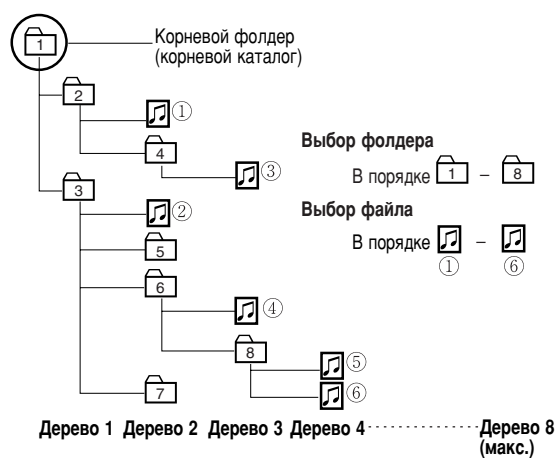 1
Корневой фолдер
(корневой каталог)
2
①
4
③
Выбор фолдера
В порядке 1 – 8
3
②
Выбор файла
5
В порядке –
① ⑥
6
④
8
⑤
7
⑥
Дерево 1 Дерево 2 Дерево 3 Дерево 4 Дерево 8
(макс.)